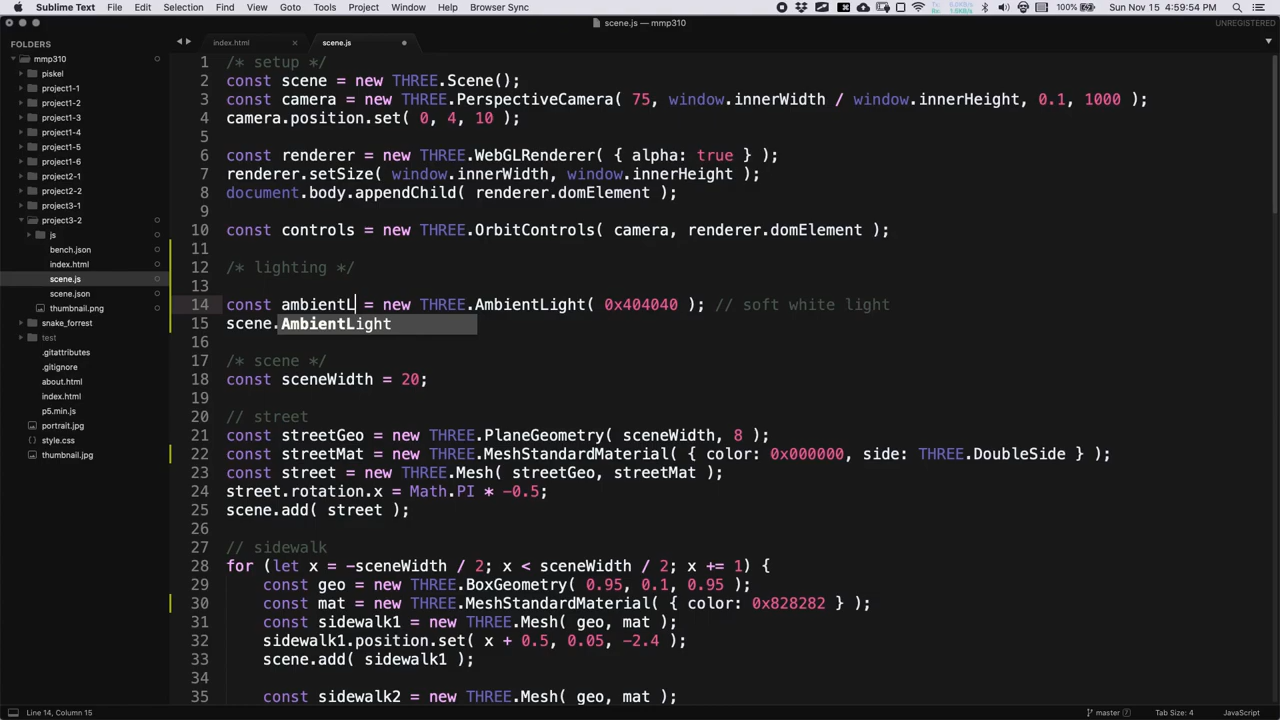 Sublime Text File Edit Selection Find View Goto Tools Project Window Help Browser Sync 100% Sun Nov 15 4:59:54 PM
scene.js — mmp310 UNREGISTERED
FOLDERS
mmp310
piskel
project1-1
project1-2
project1-3
project1-4
project1-5
project1-6
project2-1
project2-2
project3-1
project3-2
js
bench.json
index.html
scene.js
scene.json
thumbnail.png
snake_forrest
test
.gitattributes
.gitignore
about.html
index.html
p5.min.js
portrait.jpg
style.css
thumbnail.jpg
index.html × scene.js
1 /* setup */
2 const scene = new THREE.Scene();
3 const camera = new THREE.PerspectiveCamera( 75, window.innerWidth / window.innerHeight, 0.1, 1000 );
4 camera.position.set( 0, 4, 10 );
5
6 const renderer = new THREE.WebGLRenderer( { alpha: true } );
7 renderer.setSize( window.innerWidth, window.innerHeight );
8 document.body.appendChild( renderer.domElement );
9
10 const controls = new THREE.OrbitControls( camera, renderer.domElement );
11
12 /* lighting */
13
14 const ambientL = new THREE.AmbientLight( 0x404040 ); // soft white light
15 scene.
AmbientLight
16
17 /* scene */
18 const sceneWidth = 20;
19
20 // street
21 const streetGeo = new THREE.PlaneGeometry( sceneWidth, 8 );
22 const streetMat = new THREE.MeshStandardMaterial( { color: 0x000000, side: THREE.DoubleSide } );
23 const street = new THREE.Mesh( streetGeo, streetMat );
24 street.rotation.x = Math.PI * -0.5;
25 scene.add( street );
26
27 // sidewalk
28 for (let x = -sceneWidth / 2; x < sceneWidth / 2; x += 1) {
29 const geo = new THREE.BoxGeometry( 0.95, 0.1, 0.95 );
30 const mat = new THREE.MeshStandardMaterial( { color: 0x828282 } );
31 const sidewalk1 = new THREE.Mesh( geo, mat );
32 sidewalk1.position.set( x + 0.5, 0.05, -2.4 );
33 scene.add( sidewalk1 );
34
35 const sidewalk2 = new THREE.Mesh( geo, mat );
Line 14, Column 15 master Tab Size: 4 JavaScript